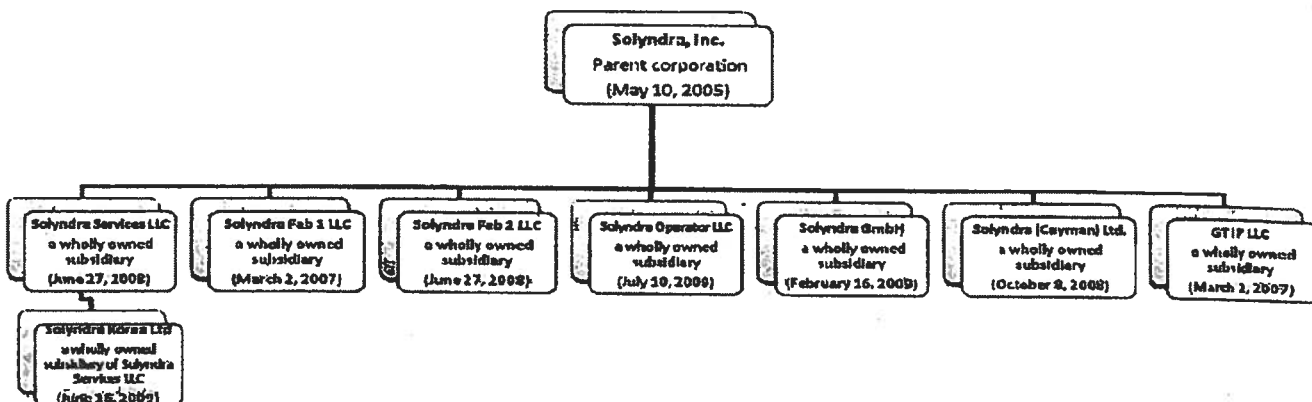 Solyndra, Inc.
Parent corporation
(May 10, 2005)
Solyndra Services LLC
a wholly owned
subsidiary
(June 27, 2008)
Solyndra Fab 1 LLC
a wholly owned
subsidiary
(March 2, 2007)
Solyndra Fab 2 LLC
a wholly owned
subsidiary
(June 27, 2008)
Solyndra Operator LLC
a wholly owned
subsidiary
(July 10, 2009)
Solyndra GmbH
a wholly owned
subsidiary
(February 16, 2009)
Solyndra (Cayman) Ltd.
a wholly owned
subsidiary
(October 8, 2008)
GTIP LLC
a wholly owned
subsidiary
(March 2, 2007)
Solyndra Korea Ltd
a wholly owned
subsidiary of Solyndra
Services LLC
2009)